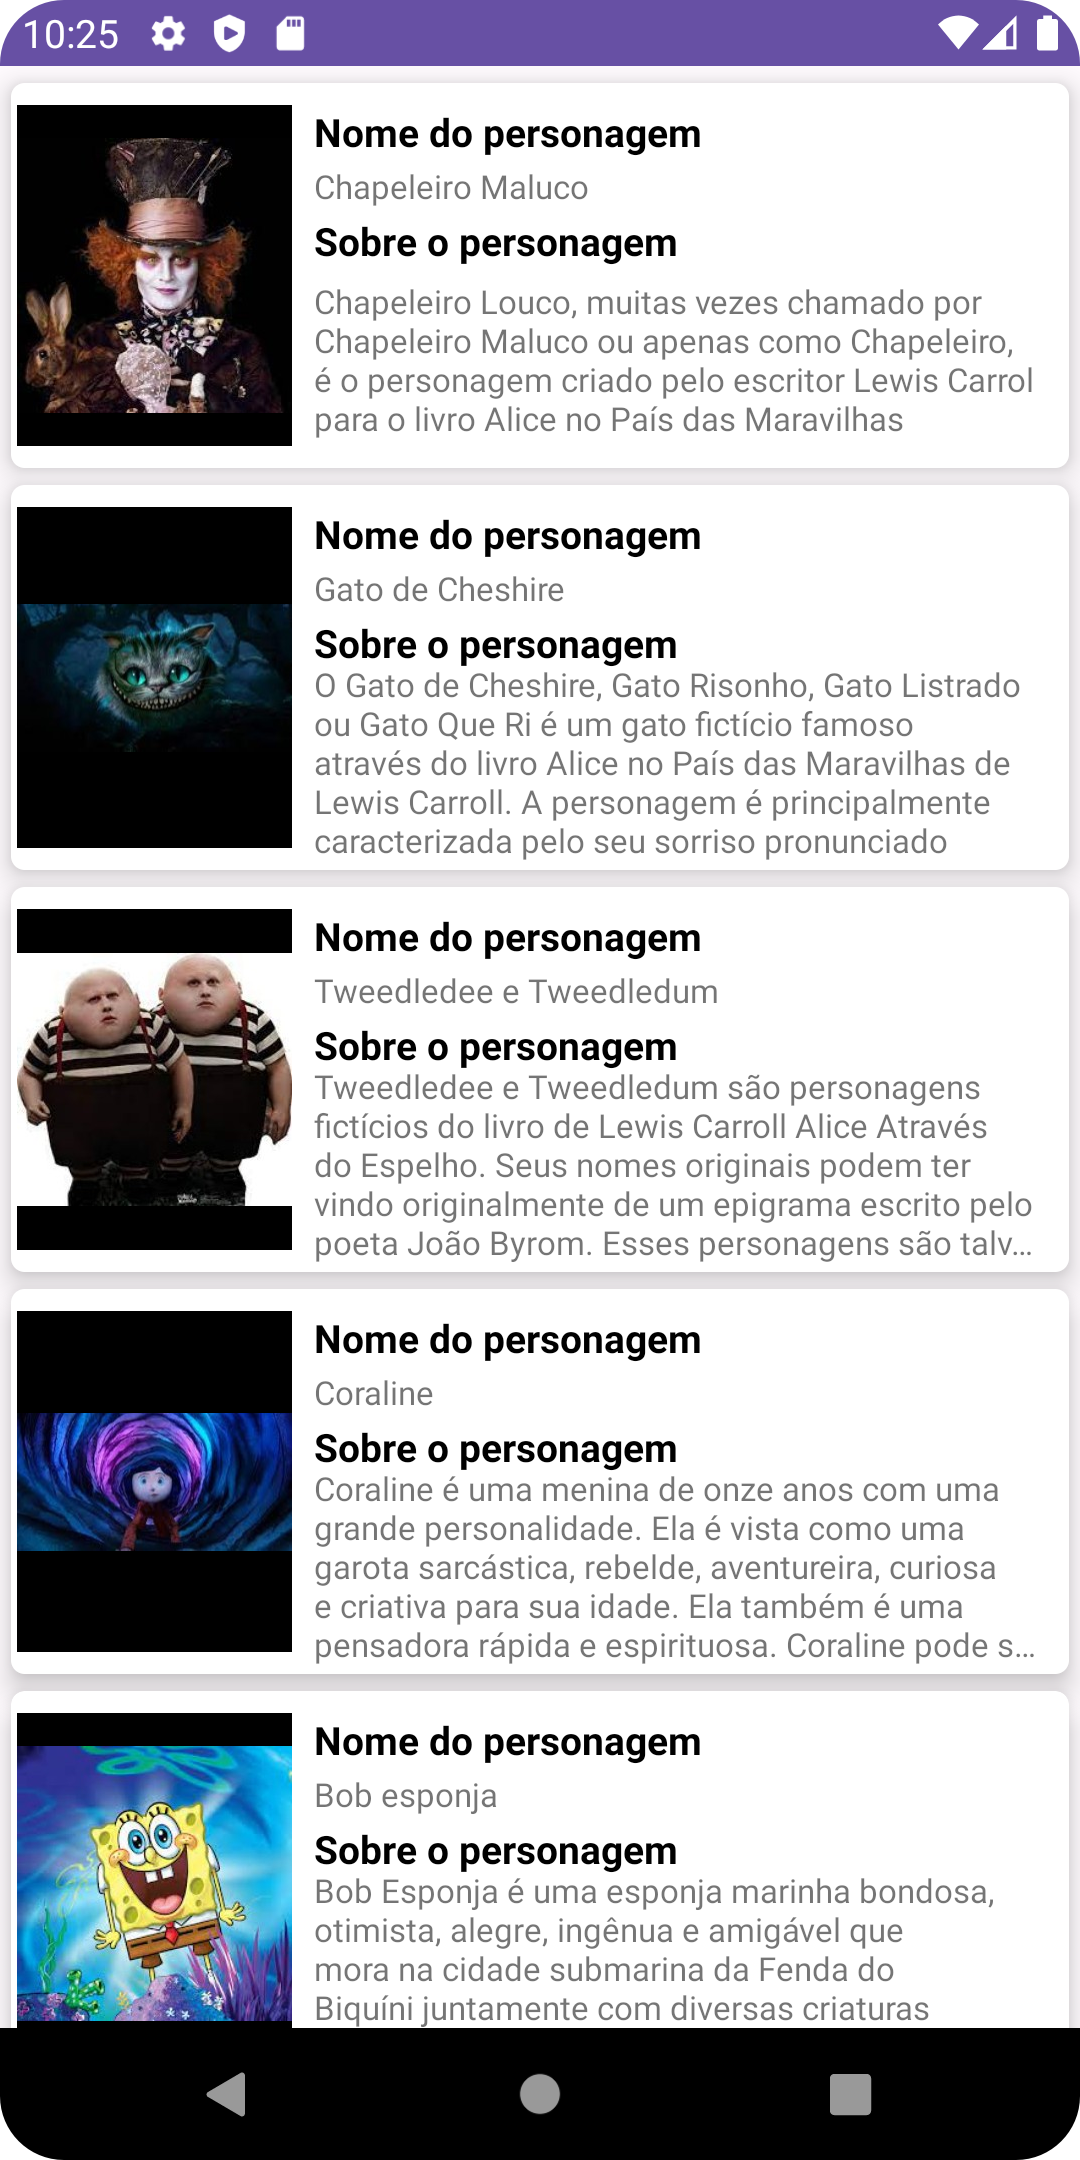 10:25
Nome do personagem
Chapeleiro Maluco
Sobre o personagem
Chapeleiro Louco, muitas vezes chamado por
Chapeleiro Maluco ou apenas como Chapeleiro,
é o personagem criado pelo escritor Lewis Carrol
para o livro Alice no País das Maravilhas
Nome do personagem
Gato de Cheshire
Sobre o personagem
O Gato de Cheshire, Gato Risonho, Gato Listrado
ou Gato Que Ri é um gato fictício famoso
através do livro Alice no País das Maravilhas de
Lewis Carroll. A personagem é principalmente
caracterizada pelo seu sorriso pronunciado
Nome do personagem
Tweedledee e Tweedledum
Sobre o personagem
Tweedledee e Tweedledum são personagens
fictícios do livro de Lewis Carroll Alice Através
do Espelho. Seus nomes originais podem ter
vindo originalmente de um epigrama escrito pelo
poeta João Byrom. Esses personagens são talv...
Nome do personagem
Coraline
Sobre o personagem
Coraline é uma menina de onze anos com uma
grande personalidade. Ela é vista como uma
garota sarcástica, rebelde, aventureira, curiosa
e criativa para sua idade. Ela também é uma
pensadora rápida e espirituosa. Coraline pode s...
Nome do personagem
Bob esponja
Sobre o personagem
Bob Esponja é uma esponja marinha bondosa,
otimista, alegre, ingênua e amigável que
mora na cidade submarina da Fenda do
Biquíni juntamente com diversas criaturas